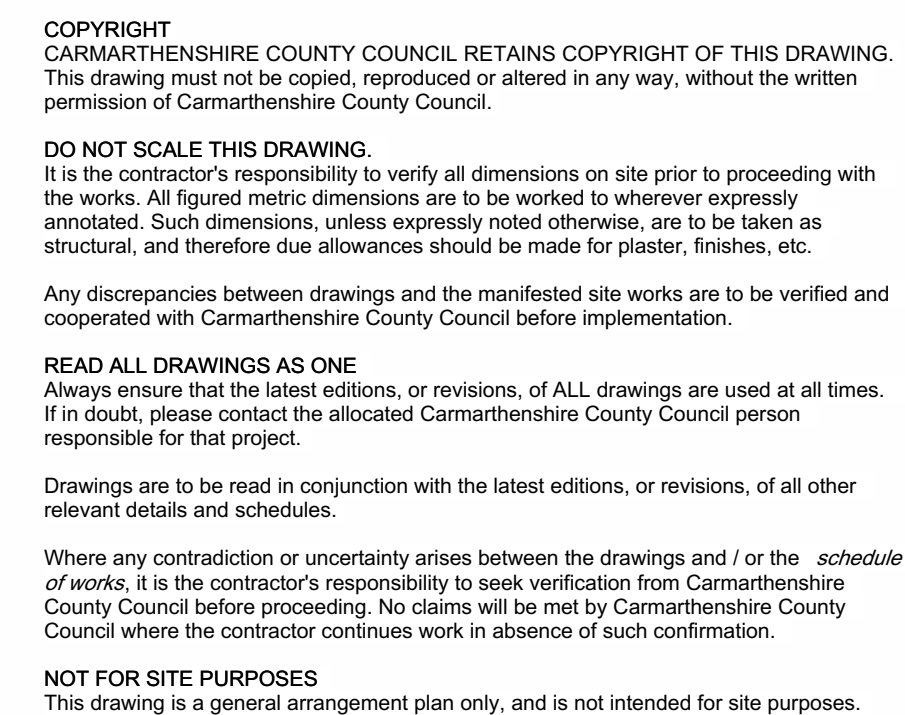 COPYRIGHT
CARMARTHENSHIRE COUNTY COUNCIL RETAINS COPYRIGHT OF THIS DRAWING.
This drawing must not be copied, reproduced or altered in any way, without the written
permission of Carmarthenshire County Council.
DO NOT SCALE THIS DRAWING.
It is the contractor's responsibility to verify all dimensions on site prior to proceeding with
the works. All figured metric dimensions are to be worked to wherever expressly
annotated. Such dimensions, unless expressly noted otherwise, are to be taken as
structural, and therefore due allowances should be made for plaster, finishes, etc.
Any discrepancies between drawings and the manifested site works are to be verified and
cooperated with Carmarthenshire County Council before implementation.
READ ALL DRAWINGS AS ONE
Always ensure that the latest editions, or revisions, of ALL drawings are used at all times.
If in doubt, please contact the allocated Carmarthenshire County Council person
responsible for that project.
Drawings are to be read in conjunction with the latest editions, or revisions, of all other
relevant details and schedules.
Where any contradiction or uncertainty arises between the drawings and / or the schedule
of works, it is the contractor's responsibility to seek verification from Carmarthenshire
County Council before proceeding. No claims will be met by Carmarthenshire County
Council where the contractor continues work in absence of such confirmation.
NOT FOR SITE PURPOSES
This drawing is a general arrangement plan only, and is not intended for site purposes.